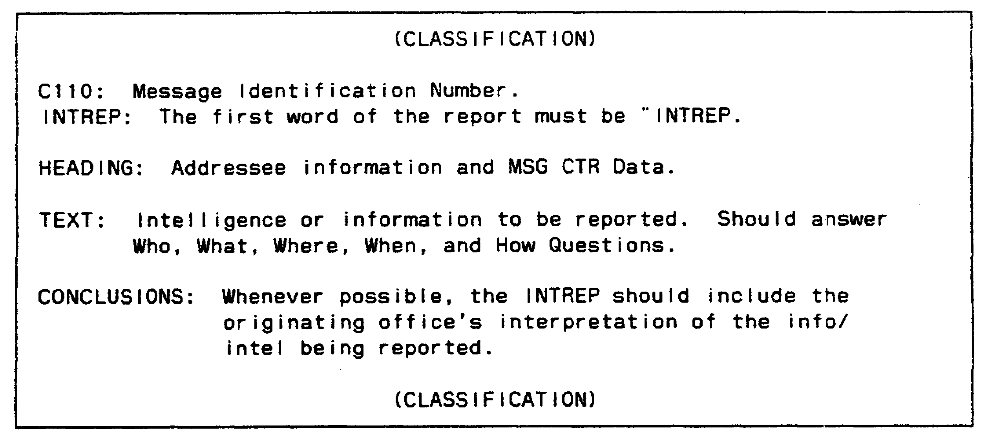 (CLASSIFICATION)
C110: Message Identification Number.
INTREP: The first word of the report must be "INTREP.
HEADING: Addressee information and MSG CTR Data.
TEXT: Intelligence or information to be reported. Should answer
Who, What, Where, When, and How Questions.
CONCLUSIONS: Whenever possible, the INTREP should include the
originating office's interpretation of the info/
intel being reported.
(CLASSIFICATION)